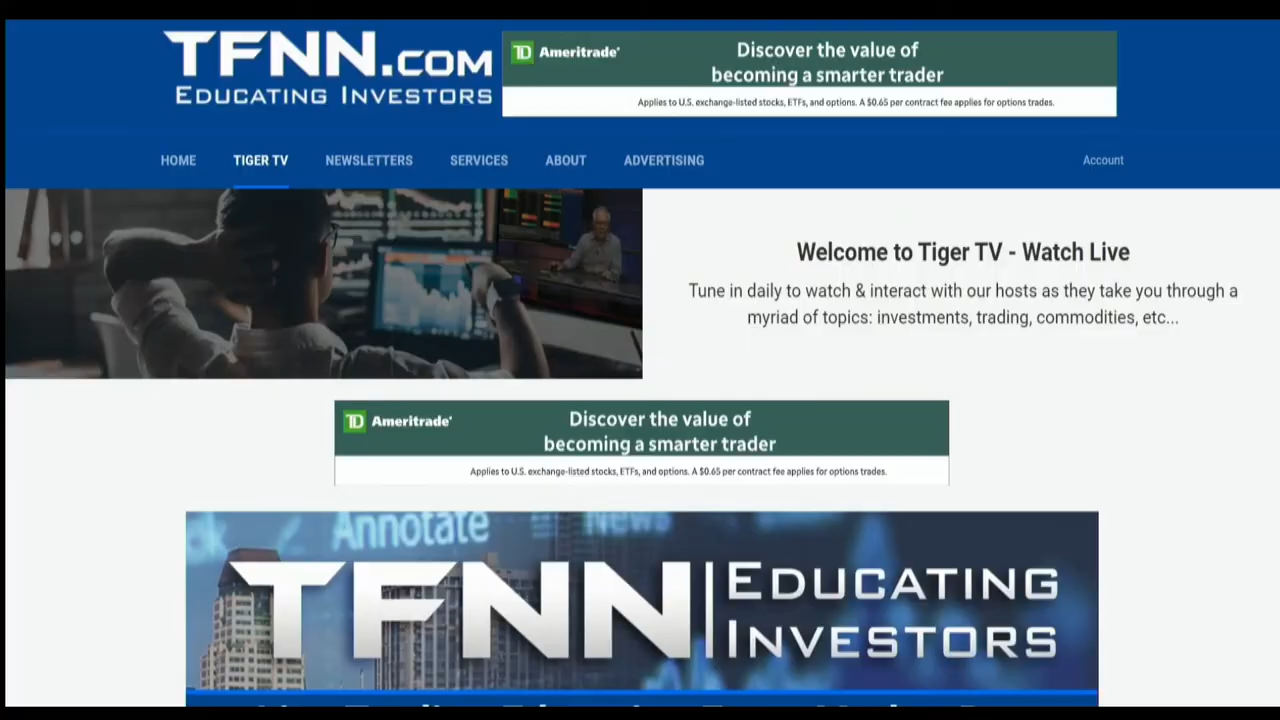 TFNN.COM
EDUCATING INVESTORS
TD Ameritrade
Discover the value of
becoming a smarter trader
Applies to U.S. exchange-listed stocks, ETFs, and options. A $0.65 per contract fee applies for options trades.
HOME TIGER TV NEWSLETTERS SERVICES ABOUT ADVERTISING Account
Welcome to Tiger TV - Watch Live
Tune in daily to watch & interact with our hosts as they take you through a
myriad of topics: investments, trading, commodities, etc...
TD Ameritrade
Discover the value of
becoming a smarter trader
Applies to U.S. exchange-listed stocks, ETFs, and options. A $0.65 per contract fee applies for options trades.
Annotate News
TFNN EDUCATING
INVESTORS